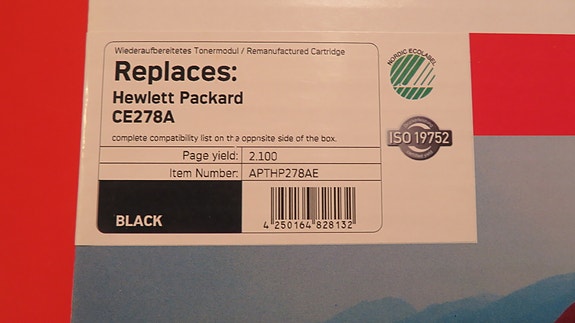 Wiederaufbereitetes Tonermodul / Remanufactured Cartridge
Replaces:
Hewlett Packard
CE278A
complete compatibility list on the opposite side of the box.
Page yield: 2.100
Item Number: APTHP278AE
BLACK
4 250164 828132
NORDIC ECOLABEL
ISO 19752